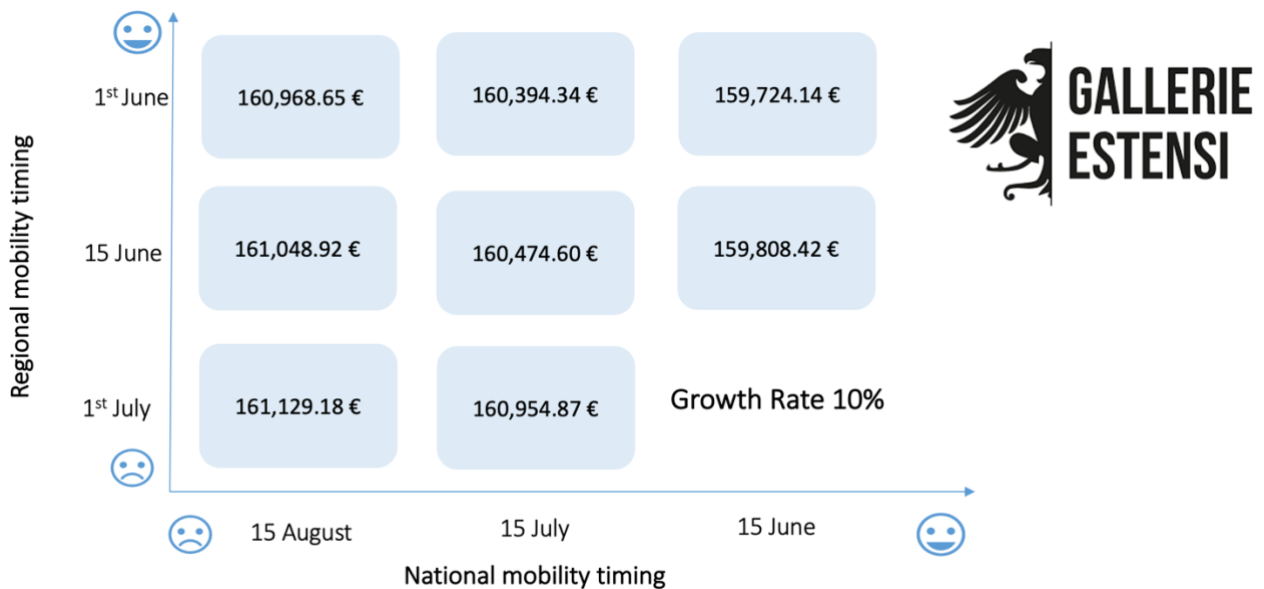 1st June
160,968.65 €
160,394.34 €
159,724.14 €
GALLERIE
ESTENSI
Regional mobility timing
15 June
161,048.92 €
160,474.60 €
159,808.42 €
1st July
161,129.18 €
160,954.87 €
Growth Rate 10%
15 August
15 July
15 June
National mobility timing